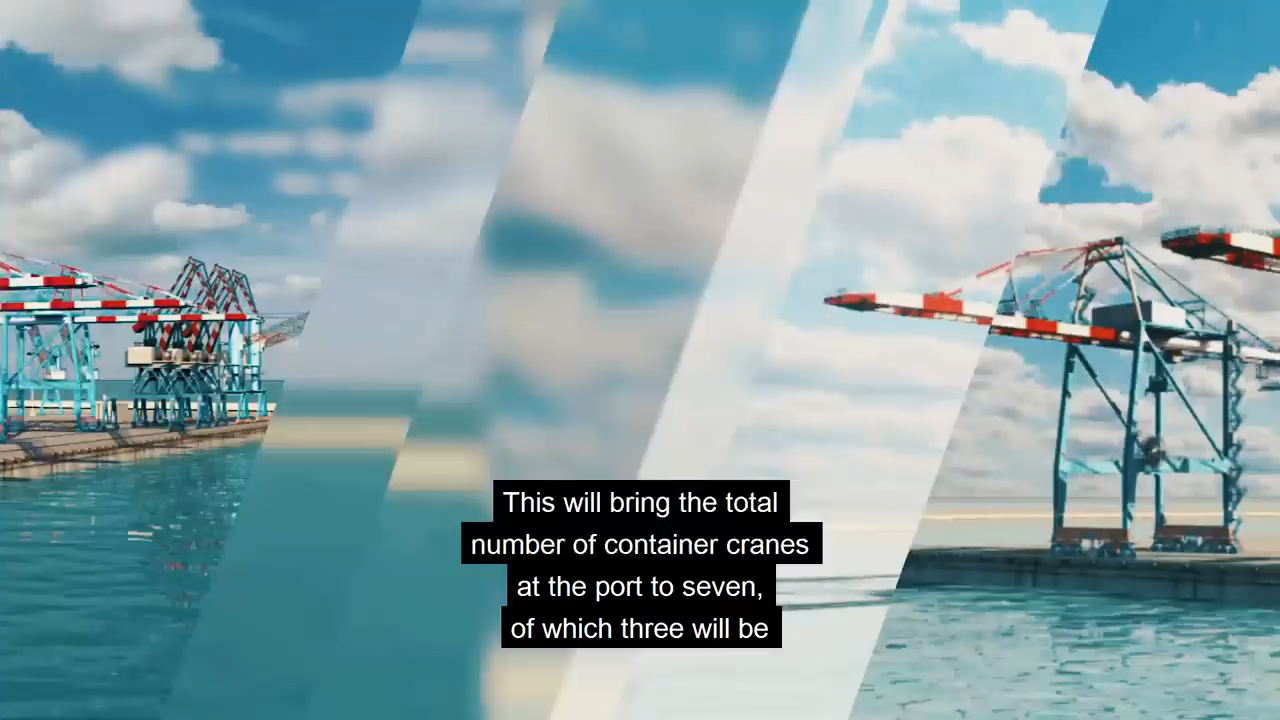 This will bring the total
number of container cranes
at the port to seven,
of which three will be